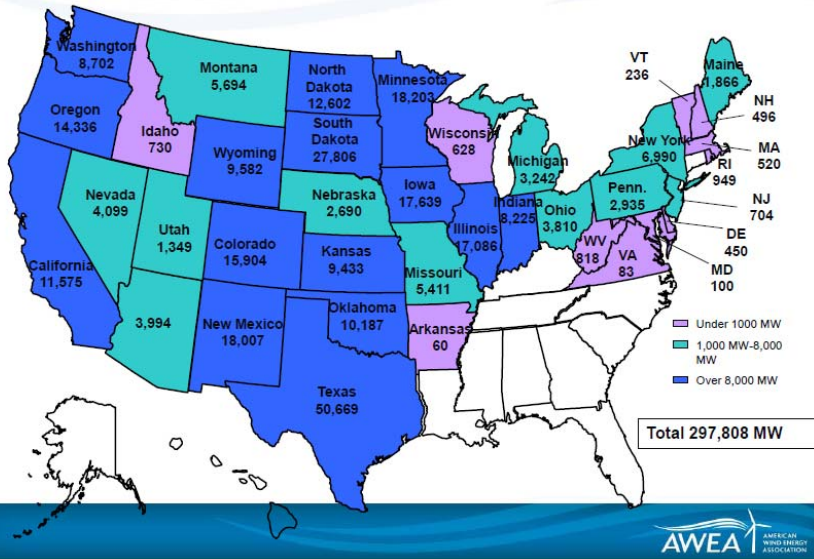 Washington
8,702
Montana
5,694
North
Dakota
12,602
Minnesota
18,203
Maine
1,866
VT
236
NH
496
MA
520
RI
949
NJ
704
DE
450
MD
100
Oregon
14,336
Idaho
730
Wyoming
9,582
South
Dakota
27,806
Wisconsin
628
Michigan
3,242
New York
6,990
Nevada
4,099
Utah
1,349
Colorado
15,904
Nebraska
2,690
Iowa
17,639
Illinois
17,086
Indiana
8,225
Ohio
3,810
Penn.
2,935
WV
818
VA
83
California
11,575
Kansas
9,433
Missouri
5,411
3,994
New Mexico
18,007
Oklahoma
10,187
Arkansas
60
Texas
50,669
Under 1000 MW
1,000 MW-8,000
MW
Over 8,000 MW
Total 297,808 MW
AWEA
AMERICAN
WIND ENERGY
ASSOCIATION